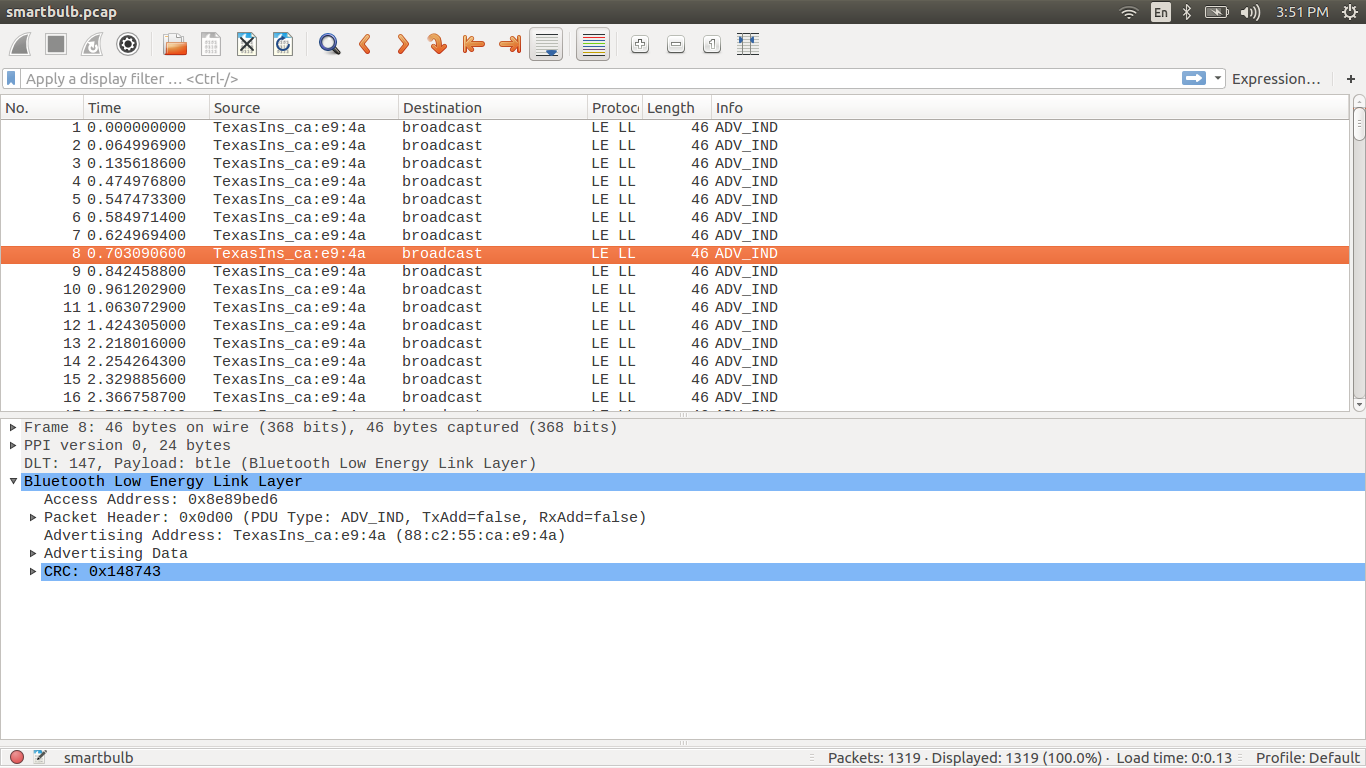 smartbulb.pcap En 3:51 PM
Apply a display filter … <Ctrl-/> Expression… +
No. Time Source Destination Protoc Length Info
1 0.000000000 TexasIns_ca:e9:4a broadcast LE LL 46 ADV_IND
2 0.064996900 TexasIns_ca:e9:4a broadcast LE LL 46 ADV_IND
3 0.135618600 TexasIns_ca:e9:4a broadcast LE LL 46 ADV_IND
4 0.474976800 TexasIns_ca:e9:4a broadcast LE LL 46 ADV_IND
5 0.547473300 TexasIns_ca:e9:4a broadcast LE LL 46 ADV_IND
6 0.584971400 TexasIns_ca:e9:4a broadcast LE LL 46 ADV_IND
7 0.624969400 TexasIns_ca:e9:4a broadcast LE LL 46 ADV_IND
8 0.703090600 TexasIns_ca:e9:4a broadcast LE LL 46 ADV_IND
9 0.842458800 TexasIns_ca:e9:4a broadcast LE LL 46 ADV_IND
10 0.961202900 TexasIns_ca:e9:4a broadcast LE LL 46 ADV_IND
11 1.063072900 TexasIns_ca:e9:4a broadcast LE LL 46 ADV_IND
12 1.424305000 TexasIns_ca:e9:4a broadcast LE LL 46 ADV_IND
13 2.218016000 TexasIns_ca:e9:4a broadcast LE LL 46 ADV_IND
14 2.254264300 TexasIns_ca:e9:4a broadcast LE LL 46 ADV_IND
15 2.329885600 TexasIns_ca:e9:4a broadcast LE LL 46 ADV_IND
16 2.366758700 TexasIns_ca:e9:4a broadcast LE LL 46 ADV_IND
Frame 8: 46 bytes on wire (368 bits), 46 bytes captured (368 bits)
PPI version 0, 24 bytes
DLT: 147, Payload: btle (Bluetooth Low Energy Link Layer)
Bluetooth Low Energy Link Layer
Access Address: 0x8e89bed6
Packet Header: 0x0d00 (PDU Type: ADV_IND, TxAdd=false, RxAdd=false)
Advertising Address: TexasIns_ca:e9:4a (88:c2:55:ca:e9:4a)
Advertising Data
CRC: 0x148743
smartbulb Packets: 1319 · Displayed: 1319 (100.0%) · Load time: 0:0.13 Profile: Default